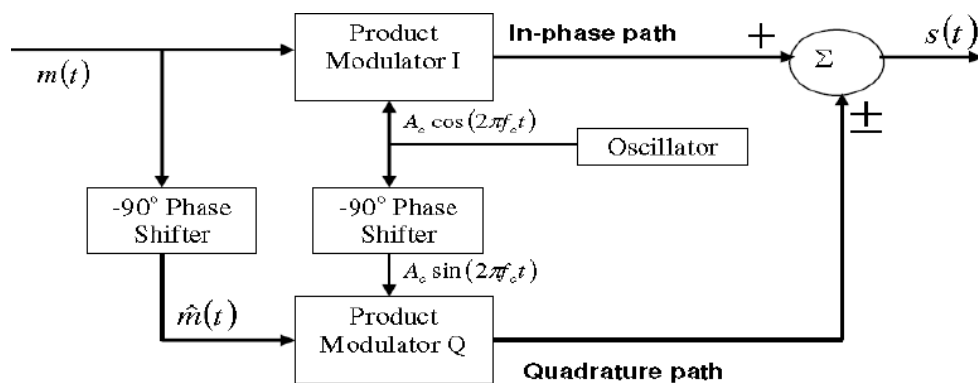 m(t)
Product
Modulator I
In-phase path
+
Σ
s(t)
±
A_c cos(2πf_c t)
Oscillator
-90° Phase
Shifter
-90° Phase
Shifter
A_c sin(2πf_c t)
m̂(t)
Product
Modulator Q
Quadrature path